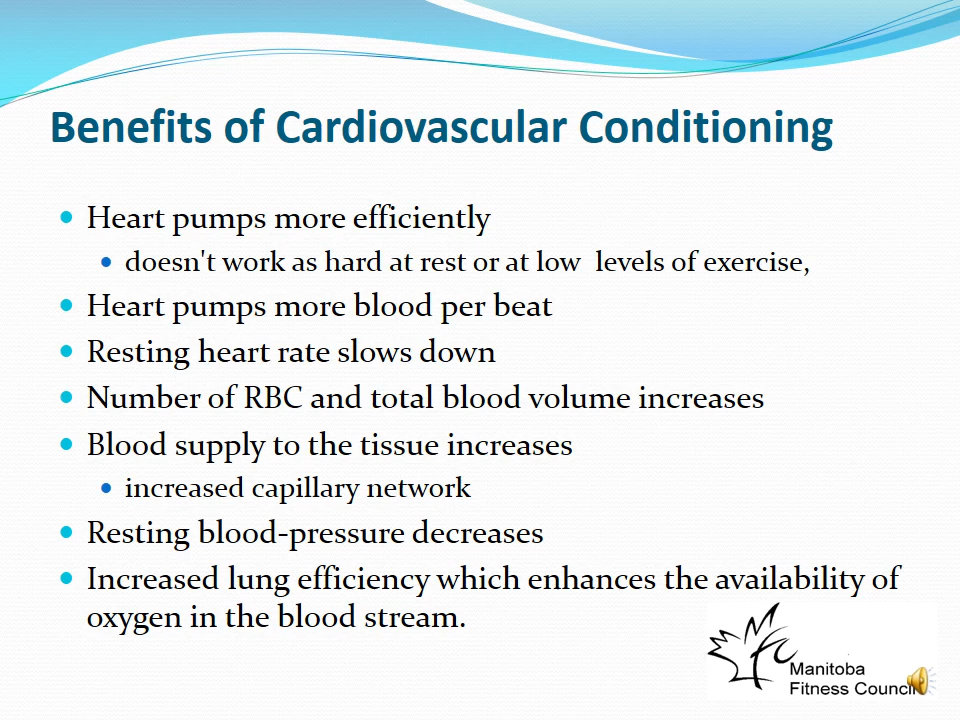 Benefits of Cardiovascular Conditioning
Heart pumps more efficiently
doesn't work as hard at rest or at low levels of exercise,
Heart pumps more blood per beat
Resting heart rate slows down
Number of RBC and total blood volume increases
Blood supply to the tissue increases
increased capillary network
Resting blood-pressure decreases
Increased lung efficiency which enhances the availability of
oxygen in the blood stream.
Manitoba
Fitness Council